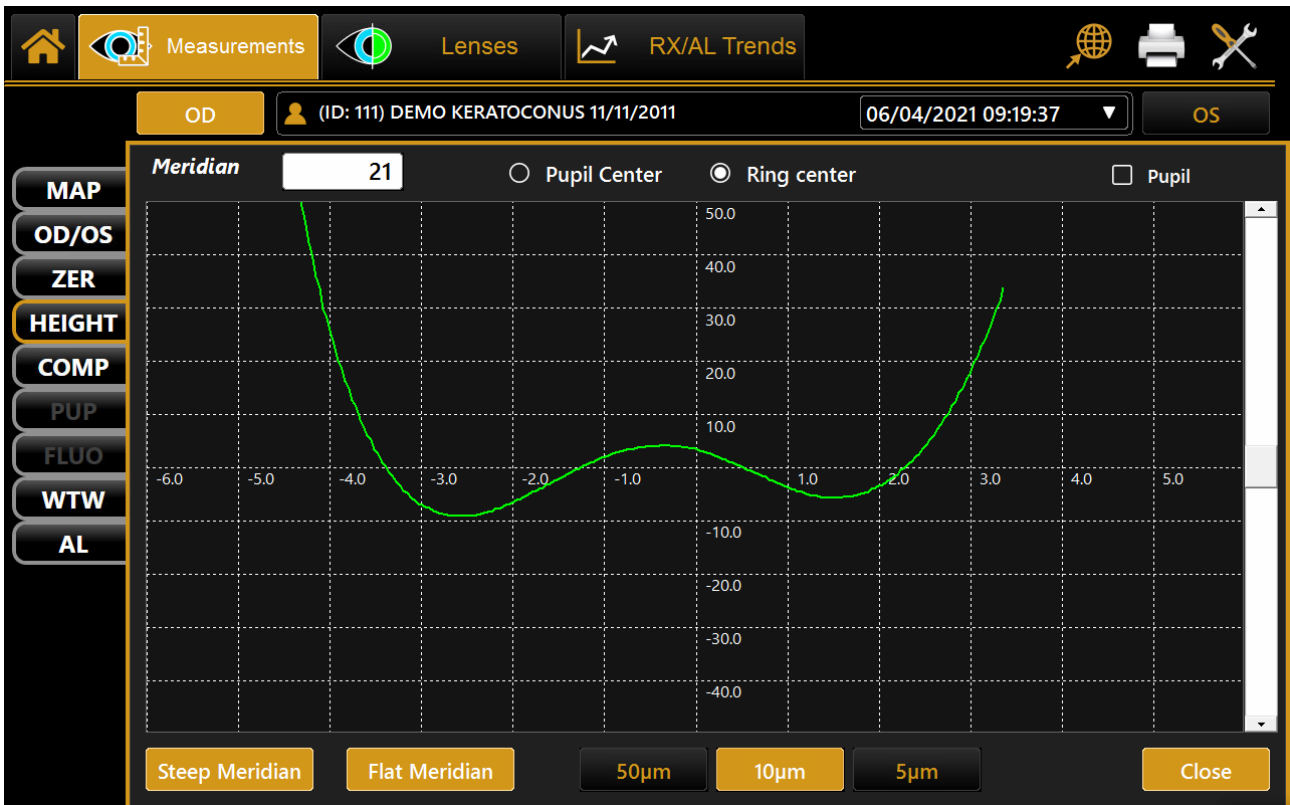 Measurements Lenses RX/AL Trends
OD (ID: 111) DEMO KERATOCONUS 11/11/2011 06/04/2021 09:19:37 OS
Meridian 21 Pupil Center Ring center Pupil
MAP
OD/OS
ZER
HEIGHT
COMP
PUP
FLUO
WTW
AL
50.0
40.0
30.0
20.0
10.0
-6.0 -5.0 -4.0 -3.0 -2.0 -1.0 1.0 2.0 3.0 4.0 5.0
-10.0
-20.0
-30.0
-40.0
Steep Meridian Flat Meridian 50µm 10µm 5µm Close